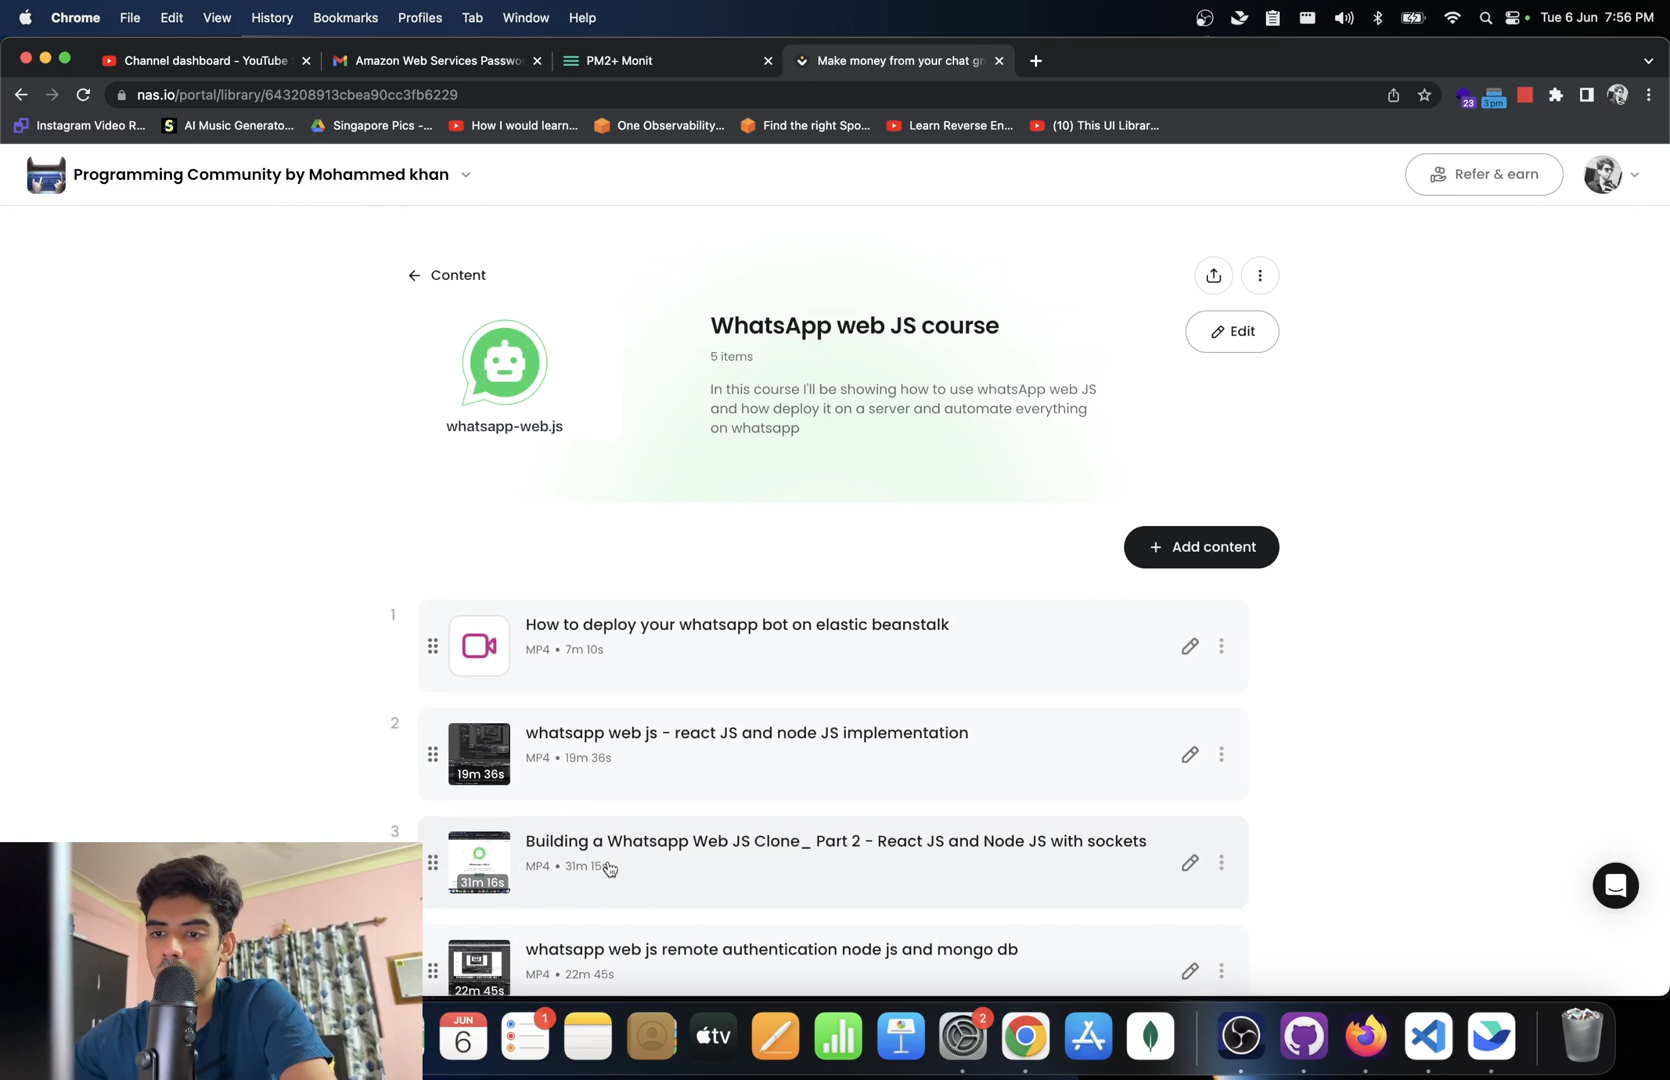 Chrome File Edit View History Bookmarks Profiles Tab Window Help Tue 6 Jun 7:56 PM
Channel dashboard - YouTube Amazon Web Services Passwo PM2+ Monit Make money from your chat gr
nas.io/portal/library/643208913cbea90cc3fb6229 23 3pm
Instagram Video R... AI Music Generato... Singapore Pics -... How I would learn... One Observability... Find the right Spo... Learn Reverse En... (10) This UI Librar...
Programming Community by Mohammed khan Refer & earn
Content
WhatsApp web JS course
Edit
5 items
In this course I'll be showing how to use whatsApp web JS
and how deploy it on a server and automate everything
on whatsapp
whatsapp-web.js
+ Add content
1
How to deploy your whatsapp bot on elastic beanstalk
MP4 • 7m 10s
2
whatsapp web js - react JS and node JS implementation
MP4 • 19m 36s
19m 36s
3
Building a Whatsapp Web JS Clone_ Part 2 - React JS and Node JS with sockets
MP4 • 31m 15s
31m 16s
whatsapp web js remote authentication node js and mongo db
MP4 • 22m 45s
22m 45s
JUN
6
1
tv
2